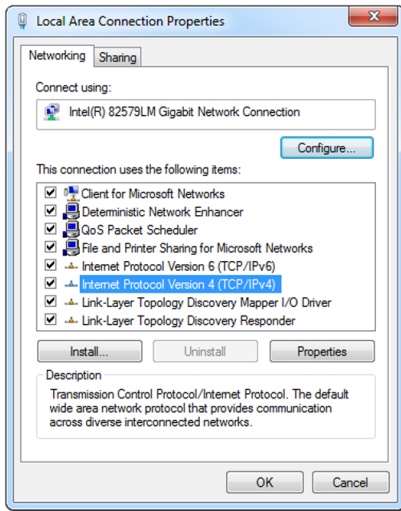 Local Area Connection Properties
Networking
Sharing
Connect using:
Intel(R) 82579LM Gigabit Network Connection
Configure...
This connection uses the following items:
Client for Microsoft Networks
Deterministic Network Enhancer
QoS Packet Scheduler
File and Printer Sharing for Microsoft Networks
Internet Protocol Version 6 (TCP/IPv6)
Internet Protocol Version 4 (TCP/IPv4)
Link-Layer Topology Discovery Mapper I/O Driver
Link-Layer Topology Discovery Responder
Install...
Uninstall
Properties
Description
Transmission Control Protocol/Internet Protocol. The default
wide area network protocol that provides communication
across diverse interconnected networks.
OK
Cancel